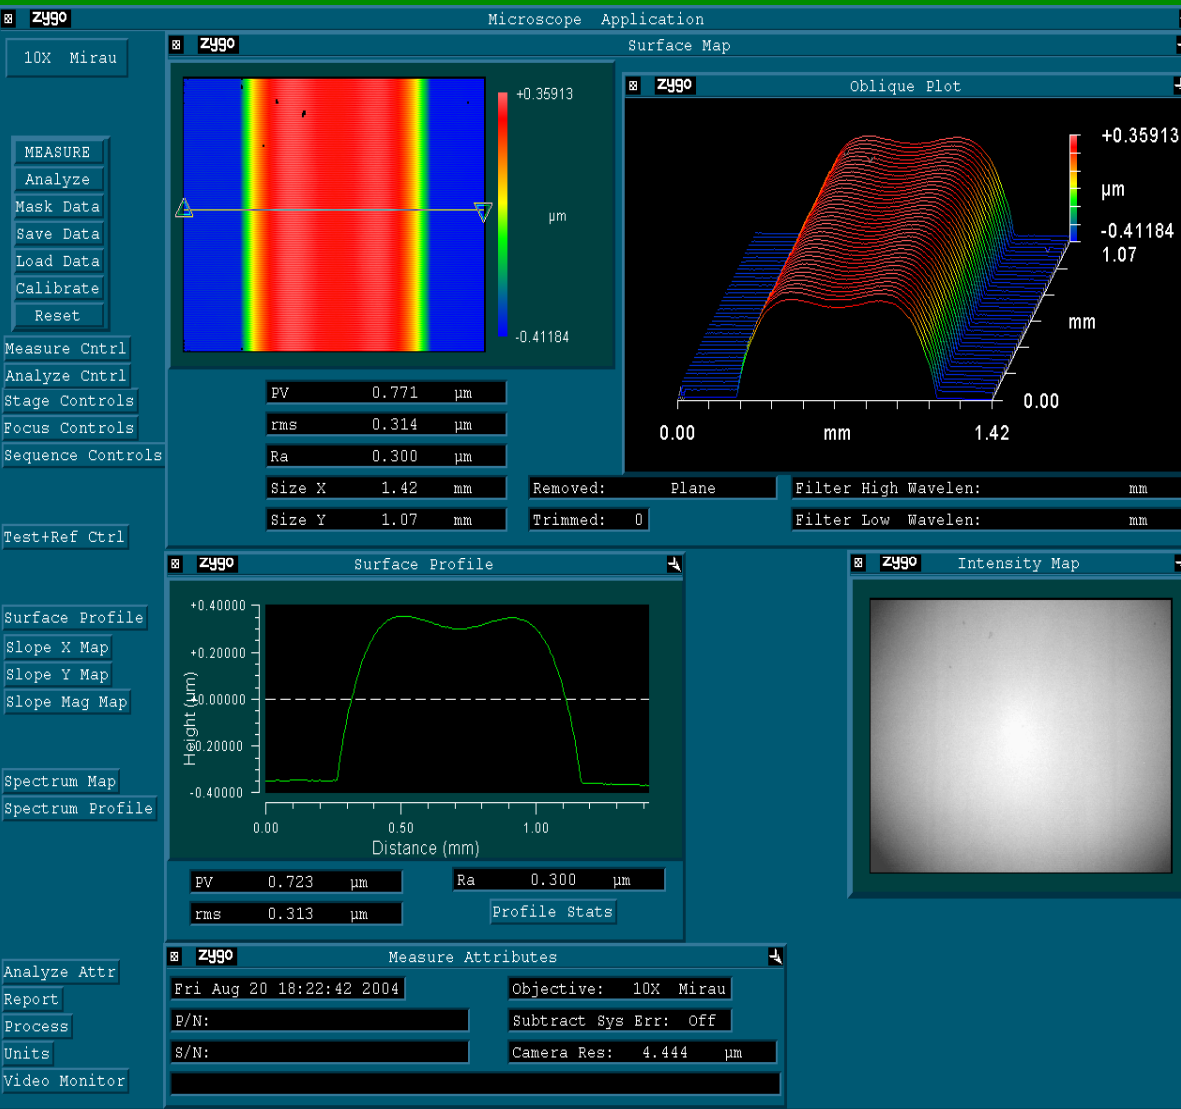 zygo Microscope Application
10X Mirau
zygo Surface Map
+0.35913
µm
-0.41184
zygo Oblique Plot
+0.35913
µm
-0.41184
1.07
mm
0.00
0.00 mm 1.42
MEASURE
Analyze
Mask Data
Save Data
Load Data
Calibrate
Reset
Measure Cntrl
Analyze Cntrl
Stage Controls
Focus Controls
Sequence Controls
PV 0.771 µm
rms 0.314 µm
Ra 0.300 µm
Size X 1.42 mm
Size Y 1.07 mm
Removed: Plane
Trimmed: 0
Filter High Wavelen: mm
Filter Low Wavelen: mm
Test+Ref Ctrl
Surface Profile
Slope X Map
Slope Y Map
Slope Mag Map
Spectrum Map
Spectrum Profile
zygo Surface Profile
+0.40000
+0.20000
+0.00000
-0.20000
-0.40000
Height (µm)
0.00 0.50 1.00
Distance (mm)
PV 0.723 µm
rms 0.313 µm
Ra 0.300 µm
Profile Stats
zygo Intensity Map
Analyze Attr
Report
Process
Units
Video Monitor
zygo Measure Attributes
Fri Aug 20 18:22:42 2004
P/N:
S/N:
Objective: 10X Mirau
Subtract Sys Err: Off
Camera Res: 4.444 µm